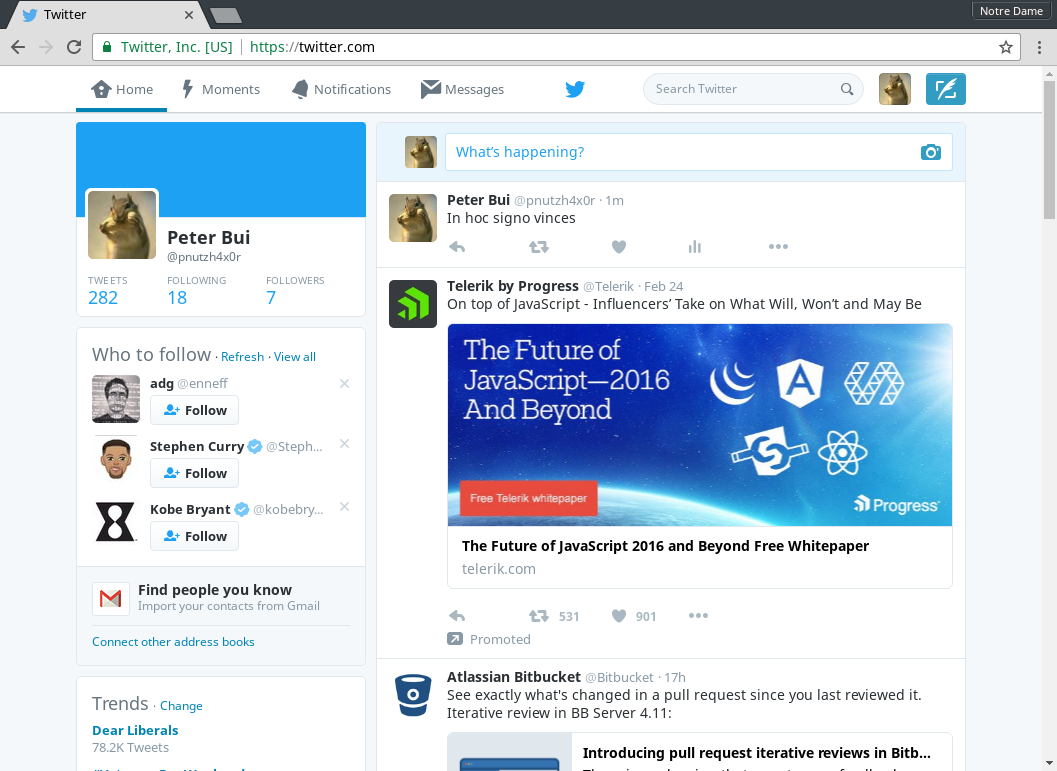 Twitter
Notre Dame
Twitter, Inc. [US] https://twitter.com
Home
Moments
Notifications
Messages
Search Twitter
Peter Bui
@pnutzh4x0r
TWEETS FOLLOWING FOLLOWERS
282 18 7
Who to follow · Refresh · View all
adg @enneff
Follow
Stephen Curry @Steph...
Follow
Kobe Bryant @kobebry...
Follow
Find people you know
Import your contacts from Gmail
Connect other address books
Trends · Change
Dear Liberals
78.2K Tweets
What's happening?
Peter Bui @pnutzh4x0r · 1m
In hoc signo vinces
Telerik by Progress @Telerik · Feb 24
On top of JavaScript - Influencers' Take on What Will, Won't and May Be
The Future of
JavaScript—2016
And Beyond
Free Telerik whitepaper
Progress
The Future of JavaScript 2016 and Beyond Free Whitepaper
telerik.com
531 901
Promoted
Atlassian Bitbucket @Bitbucket · 17h
See exactly what's changed in a pull request since you last reviewed it.
Iterative review in BB Server 4.11:
Introducing pull request iterative reviews in Bitb...